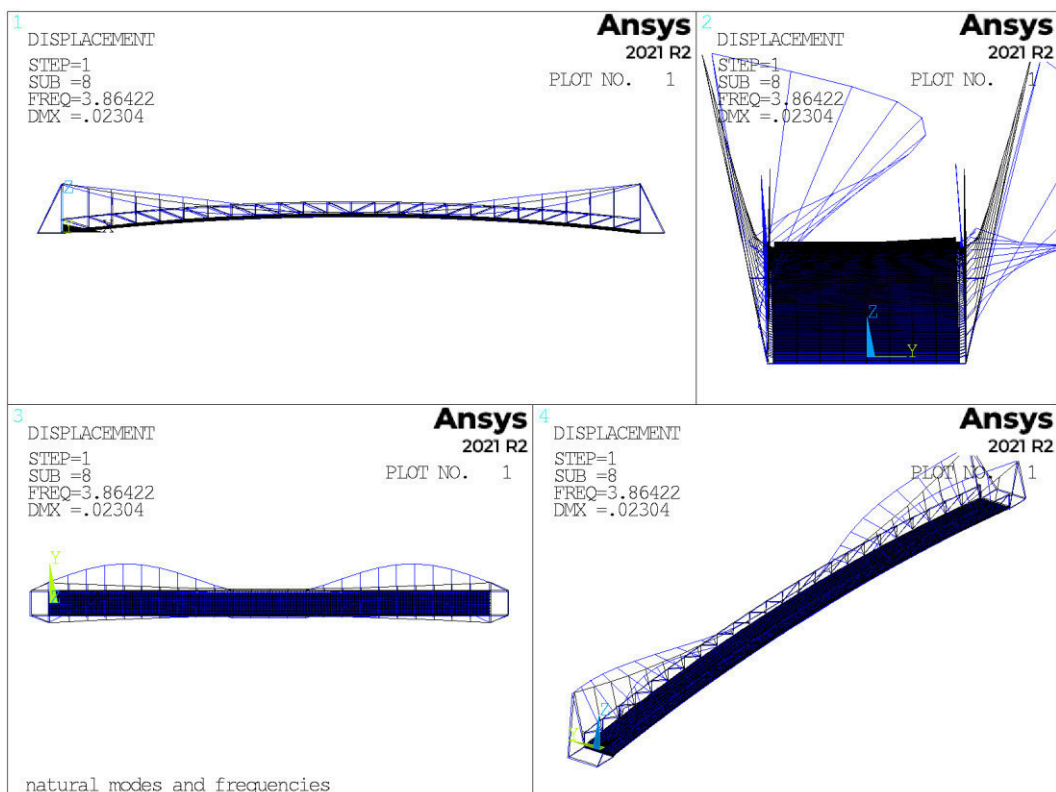 1
DISPLACEMENT
STEP=1
SUB =8
FREQ=3.86422
DMX =.02304
Ansys
2021 R2
PLOT NO. 1
Z
X
2
DISPLACEMENT
STEP=1
SUB =8
FREQ=3.86422
DMX =.02304
Ansys
2021 R2
PLOT NO. 1
Z
Y
3
DISPLACEMENT
STEP=1
SUB =8
FREQ=3.86422
DMX =.02304
Ansys
2021 R2
PLOT NO. 1
Y
natural modes and frequencies
4
DISPLACEMENT
STEP=1
SUB =8
FREQ=3.86422
DMX =.02304
Ansys
2021 R2
PLOT NO. 1
Z
Y